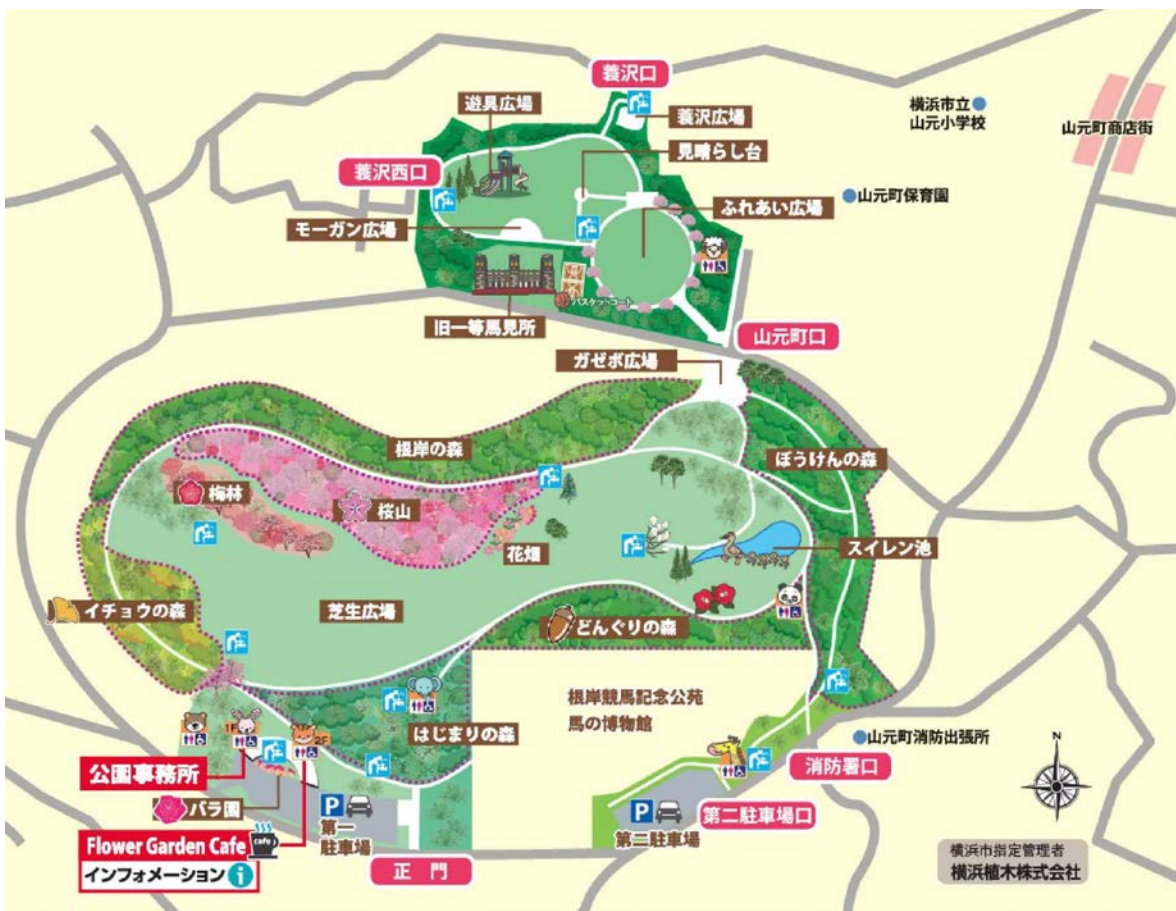 蓑沢口
遊具広場
蓑沢広場
横浜市立
山元小学校
山元町商店街
見晴らし台
蓑沢西口
山元町保育園
ふれあい広場
モーガン広場
バスケットコート
旧一等馬見所
山元町口
ガゼボ広場
根岸の森
ぼうけんの森
梅林
桜山
花畑
スイレン池
イチョウの森
芝生広場
どんぐりの森
根岸競馬記念公苑
馬の博物館
はじまりの森
山元町消防出張所
消防署口
N
1F
2F
公園事務所
バラ園
P
第一
駐車場
P
第二駐車場
第二駐車場口
Flower Garden Cafe
cafe
インフォメーション i
正門
横浜市指定管理者
横浜植木株式会社